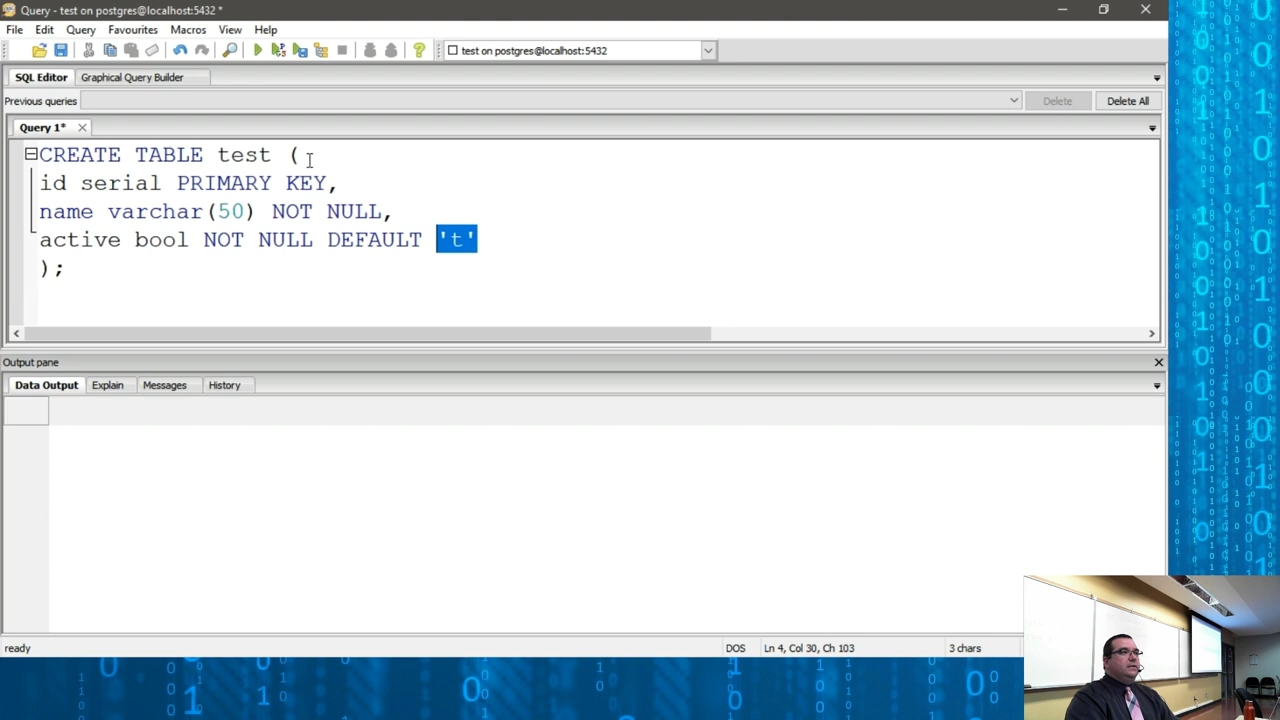 Query - test on postgres@localhost:5432 *
File Edit Query Favourites Macros View Help
test on postgres@localhost:5432
SQL Editor Graphical Query Builder
Previous queries Delete Delete All
Query 1*
CREATE TABLE test (
id serial PRIMARY KEY,
name varchar(50) NOT NULL,
active bool NOT NULL DEFAULT 't'
);
Output pane
Data Output Explain Messages History
ready DOS Ln 4, Col 30, Ch 103 3 chars